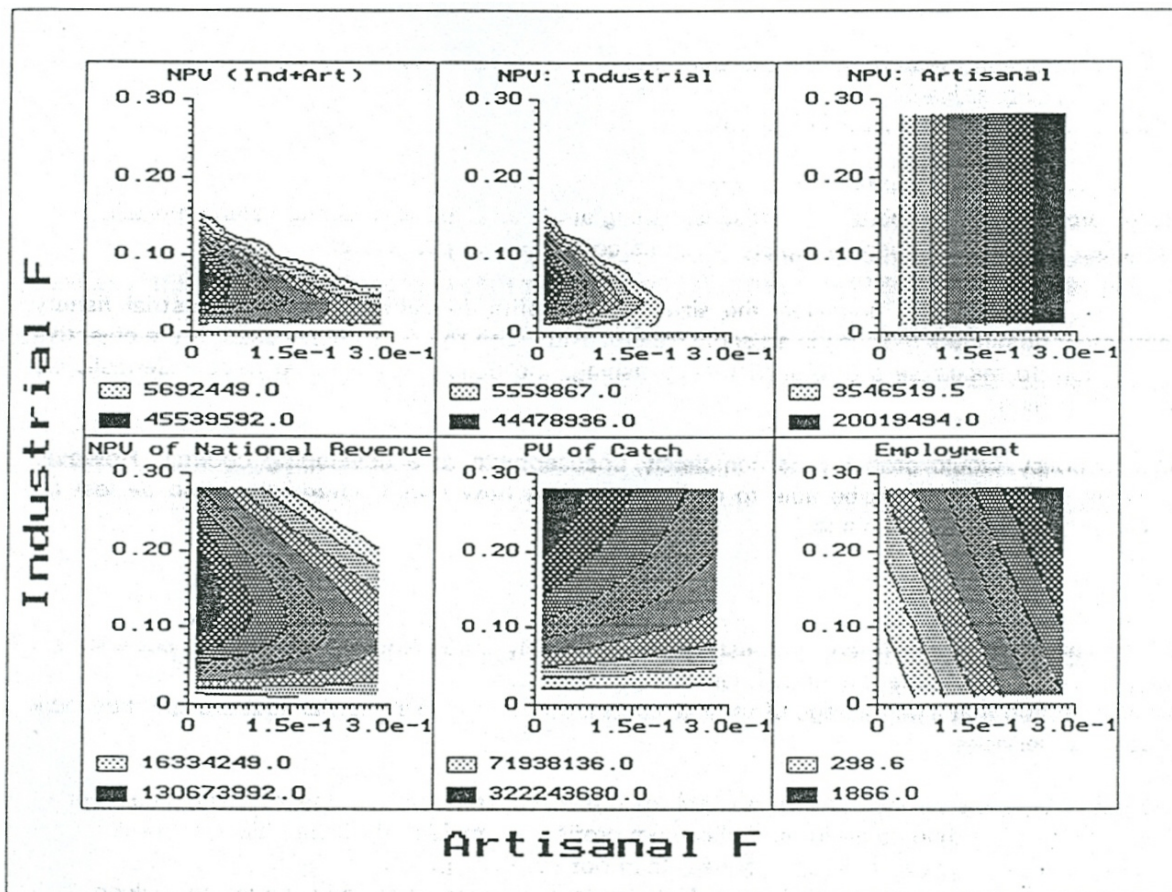 NPV (Ind+Art)
0.30
0.20
0.10
0
0
1.5e-1
3.0e-1
5692449.0
45539592.0
NPV: Industrial
0.30
0.20
0.10
0
0
1.5e-1
3.0e-1
5559867.0
44478936.0
NPV: Artisanal
0.30
0.20
0.10
0
0
1.5e-1
3.0e-1
3546519.5
20019494.0
NPV of National Revenue
0.30
0.20
0.10
0
0
1.5e-1
3.0e-1
16334249.0
130673992.0
PV of Catch
0.30
0.20
0.10
0
0
1.5e-1
3.0e-1
71938136.0
322243680.0
Employment
0.30
0.20
0.10
0
0
1.5e-1
3.0e-1
298.6
1866.0
Industrial F
Artisanal F